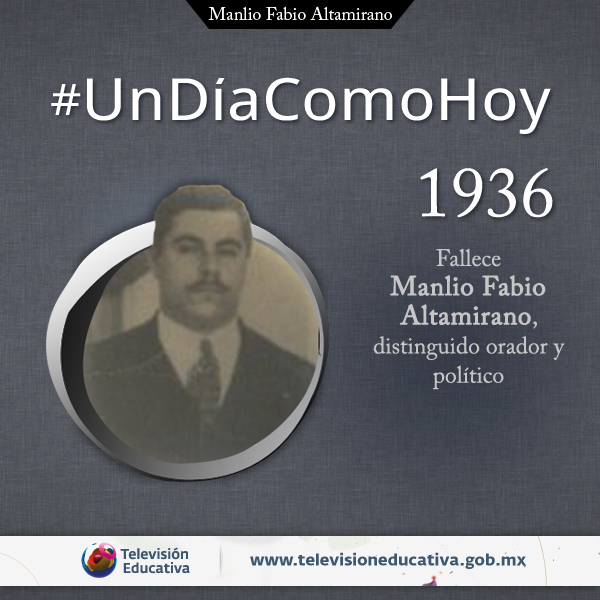 Manlio Fabio Altamirano
#UnDíaComoHoy
1936
Fallece
Manlio Fabio
Altamirano,
distinguido orador y
político
Televisión
Educativa
www.televisioneducativa.gob.mx